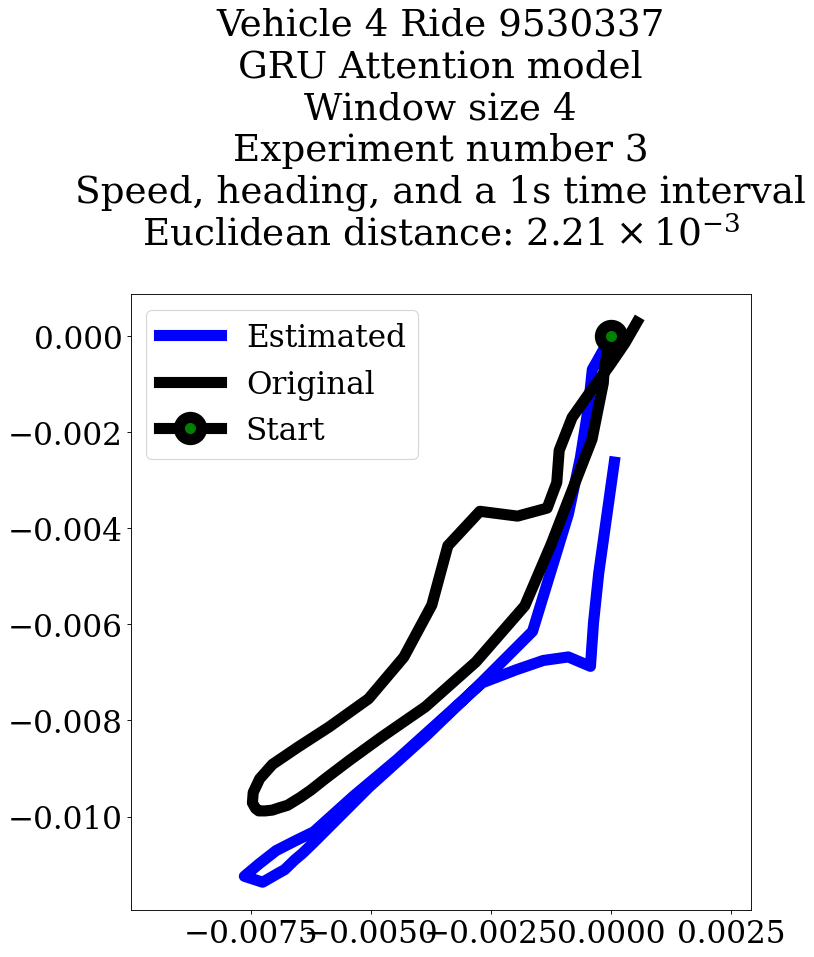 Vehicle 4 Ride 9530337
GRU Attention model
Window size 4
Experiment number 3
Speed, heading, and a 1s time interval
Euclidean distance: 2.21 × 10⁻³
Estimated
Original
Start
0.000
−0.002
−0.004
−0.006
−0.008
−0.010
−0.0075 −0.0050 −0.0025 0.0000 0.0025